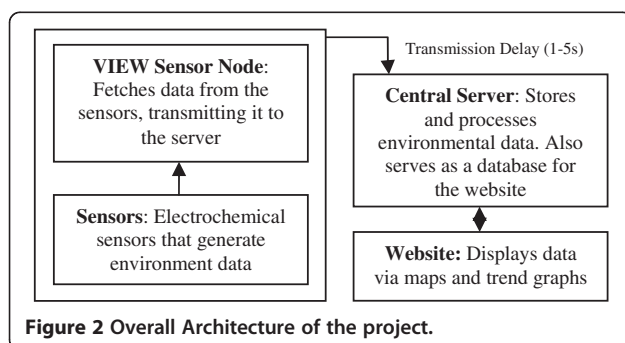 VIEW Sensor Node:
Fetches data from the
sensors, transmitting it to
the server
Sensors: Electrochemical
sensors that generate
environment data
Transmission Delay (1-5s)
Central Server: Stores
and processes
environmental data. Also
serves as a database for
the website
Website: Displays data
via maps and trend graphs
Figure 2 Overall Architecture of the project.